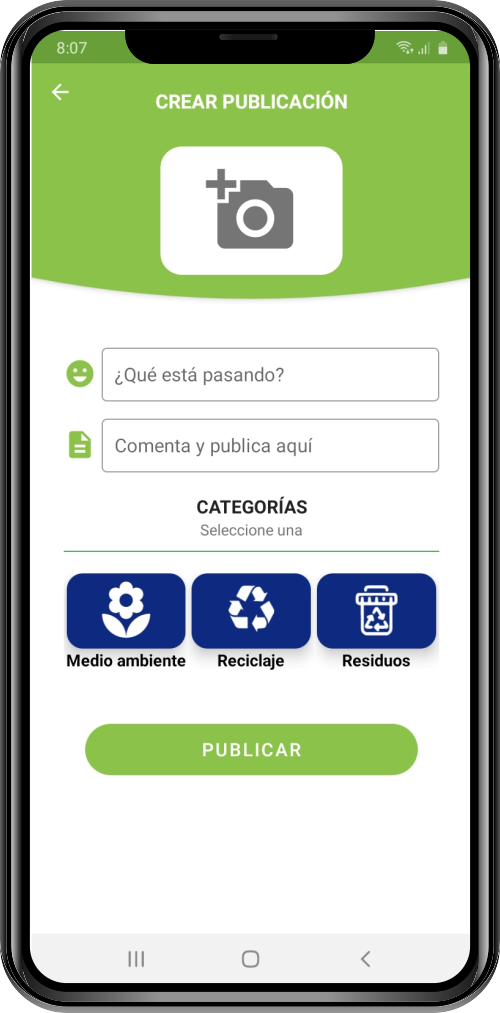 8:07
CREAR PUBLICACIÓN
¿Qué está pasando?
Comenta y publica aquí
CATEGORÍAS
Seleccione una
Medio ambiente
Reciclaje
Residuos
PUBLICAR